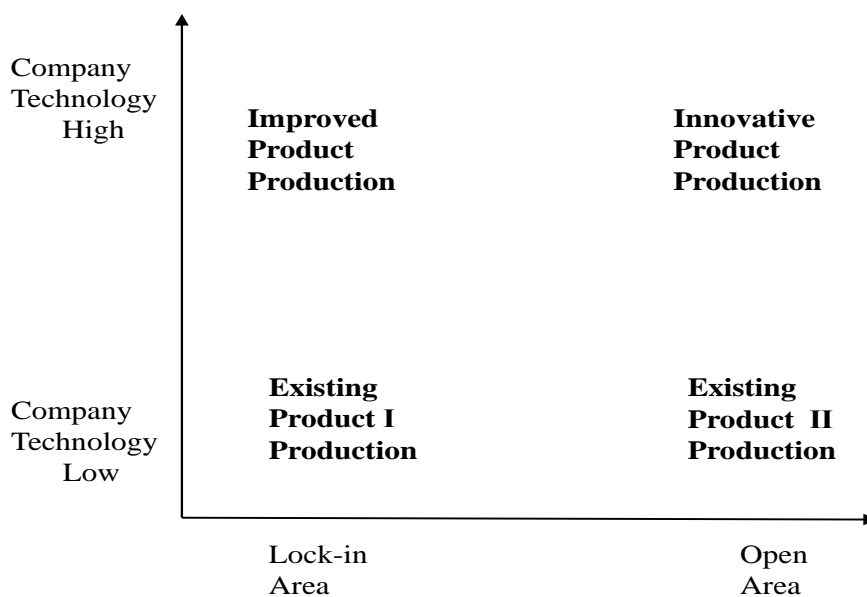 Company
Technology
High
Improved
Product
Production
Innovative
Product
Production
Company
Technology
Low
Existing
Product I
Production
Existing
Product II
Production
Lock-in
Area
Open
Area